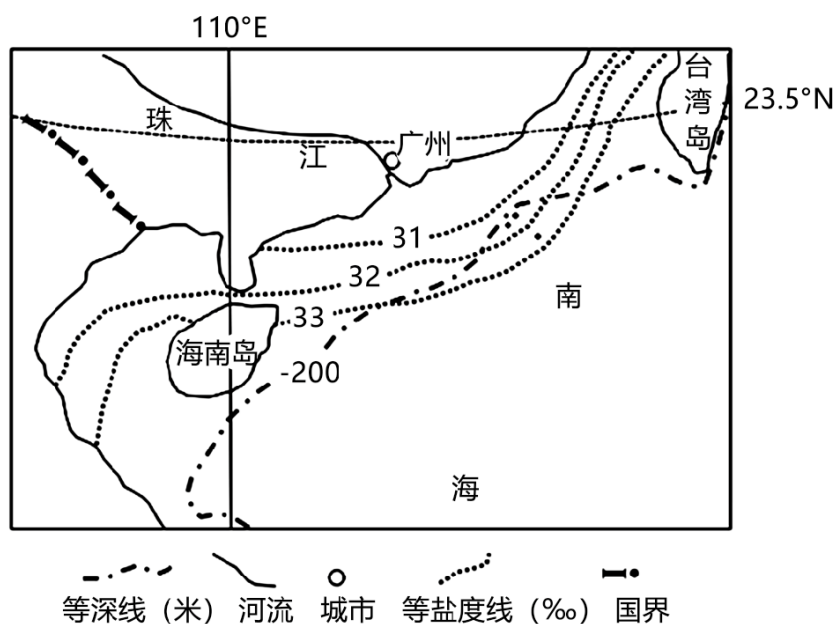 110°E
台
湾
岛
23.5°N
珠
江
广州
31
32
33
南
海南岛
-200
海
等深线（米） 河流 城市 等盐度线（‰） 国界